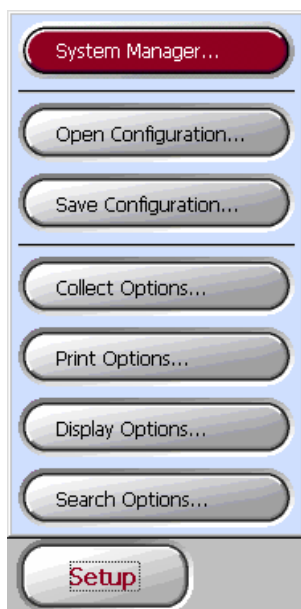 System Manager...
Open Configuration...
Save Configuration...
Collect Options...
Print Options...
Display Options...
Search Options...
Setup